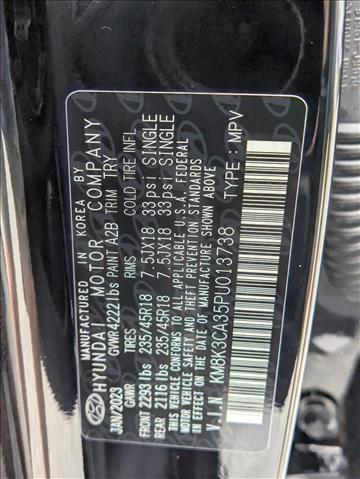 MANUFACTURED IN KOREA BY
HYUNDAI MOTOR COMPANY
JAN/2023 GVWR 4222 lbs PAINT A2B TRIM TRY
GAWR TIRES RIMS COLD TIRE INFL
FRONT 2293 lbs 235/45R18 7.5JX18 33psi SINGLE
REAR 2116 lbs 235/45R18 7.5JX18 33psi SINGLE
THIS VEHICLE CONFORMS TO ALL APPLICABLE U.S.A. FEDERAL
MOTOR VEHICLE SAFETY AND THEFT PREVENTION STANDARDS
IN EFFECT ON THE DATE OF MANUFACTURE SHOWN ABOVE.
V.I.N : KM8K3CA35PU013738 TYPE : MPV